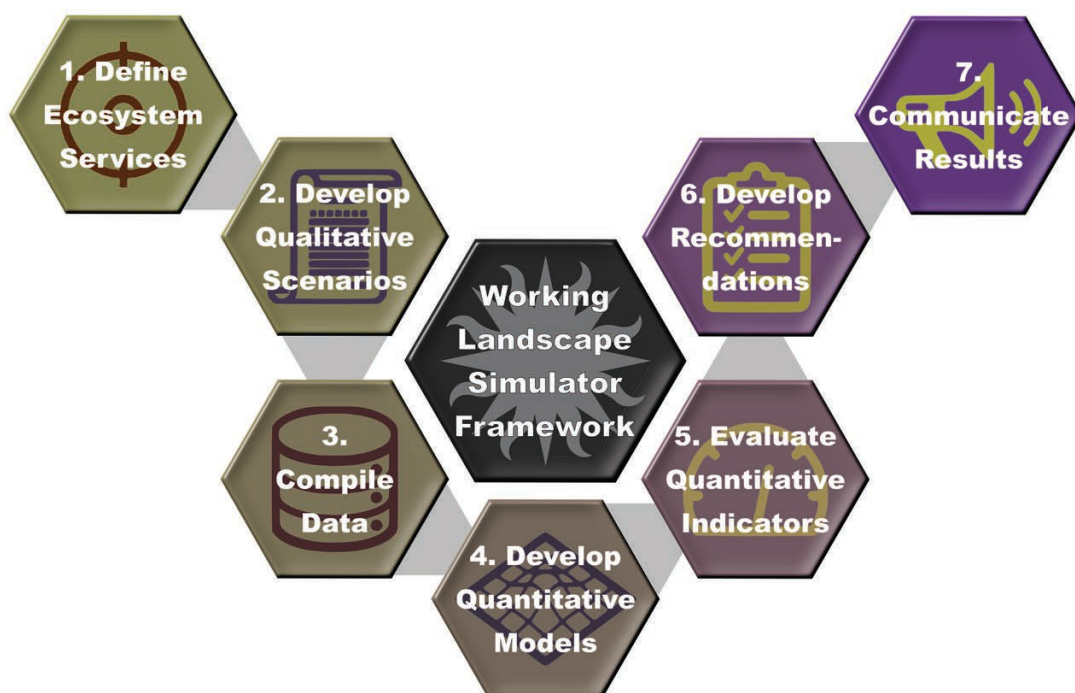 1. Define
Ecosystem
Services
2. Develop
Qualitative
Scenarios
3.
Compile
Data
4. Develop
Quantitative
Models
5. Evaluate
Quantitative
Indicators
6. Develop
Recommen-
dations
7.
Communicate
Results
Working
Landscape
Simulator
Framework